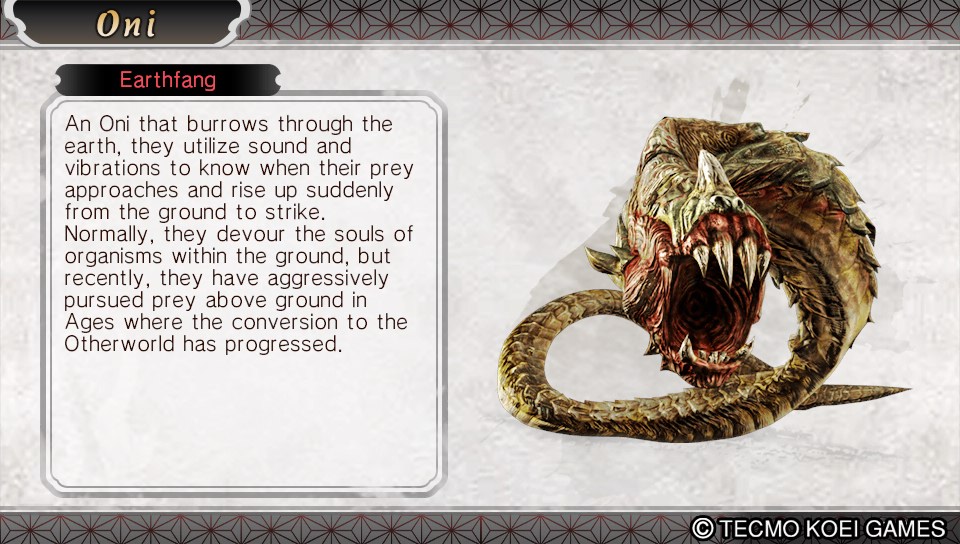 Oni
Earthfang
An Oni that burrows through the
earth, they utilize sound and
vibrations to know when their prey
approaches and rise up suddenly
from the ground to strike.
Normally, they devour the souls of
organisms within the ground, but
recently, they have aggressively
pursued prey above ground in
Ages where the conversion to the
Otherworld has progressed.
© TECMO KOEI GAMES